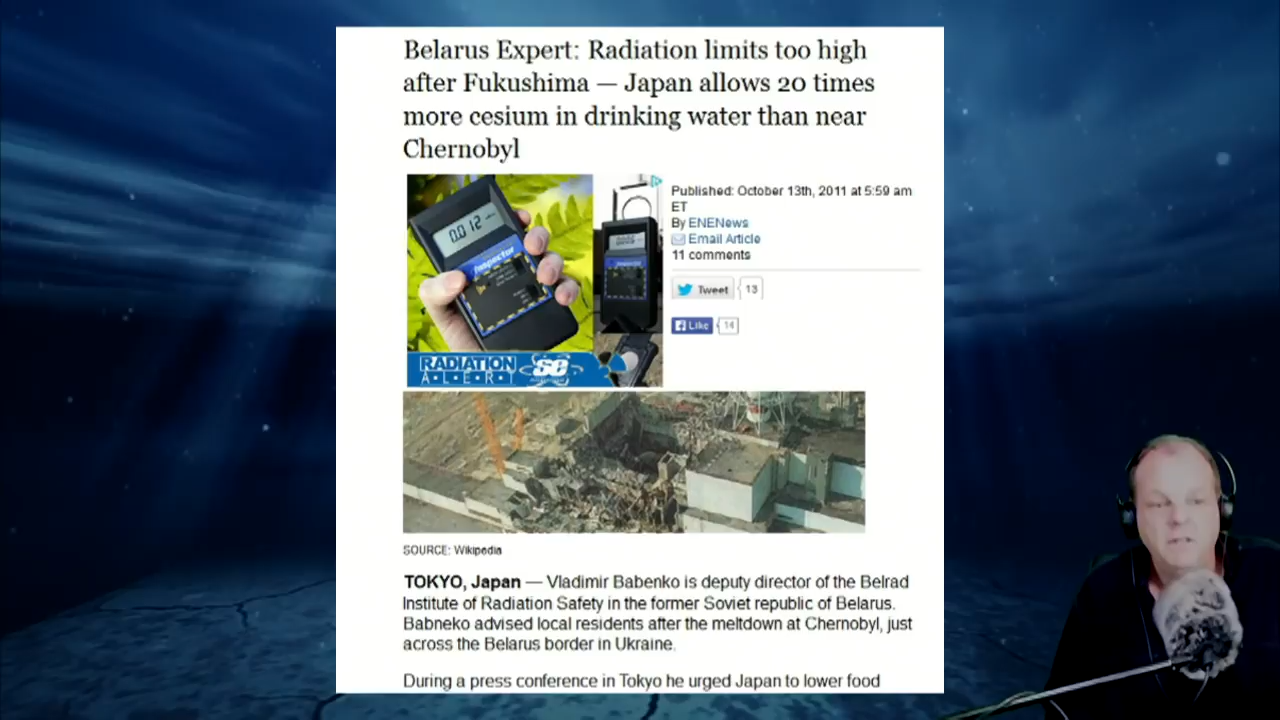 Belarus Expert: Radiation limits too high
after Fukushima — Japan allows 20 times
more cesium in drinking water than near
Chernobyl
0.012
Inspector
RADIATION
ALERT
se
Published: October 13th, 2011 at 5:59 am
ET
By ENENews
Email Article
11 comments
Tweet 13
Like 14
SOURCE: Wikipedia
TOKYO, Japan — Vladimir Babenko is deputy director of the Belrad
Institute of Radiation Safety in the former Soviet republic of Belarus.
Babneko advised local residents after the meltdown at Chernobyl, just
across the Belarus border in Ukraine.
During a press conference in Tokyo he urged Japan to lower food